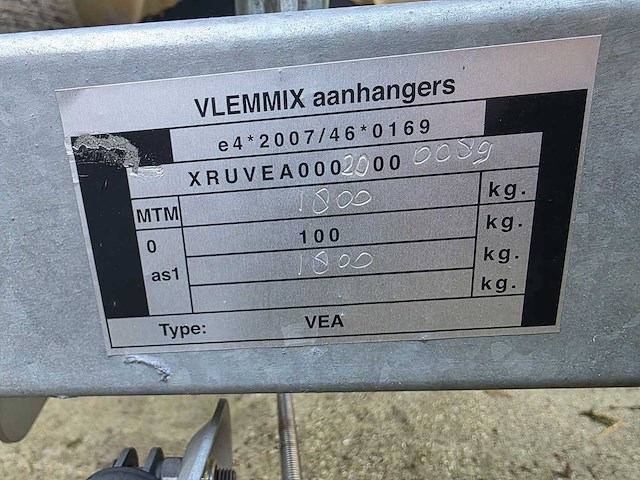 VLEMMIX aanhangers
e4*2007/46*0169
XRUVEA0002000 0089
MTM 1800 kg.
0 100 kg.
as1 1800 kg.
kg.
Type: VEA